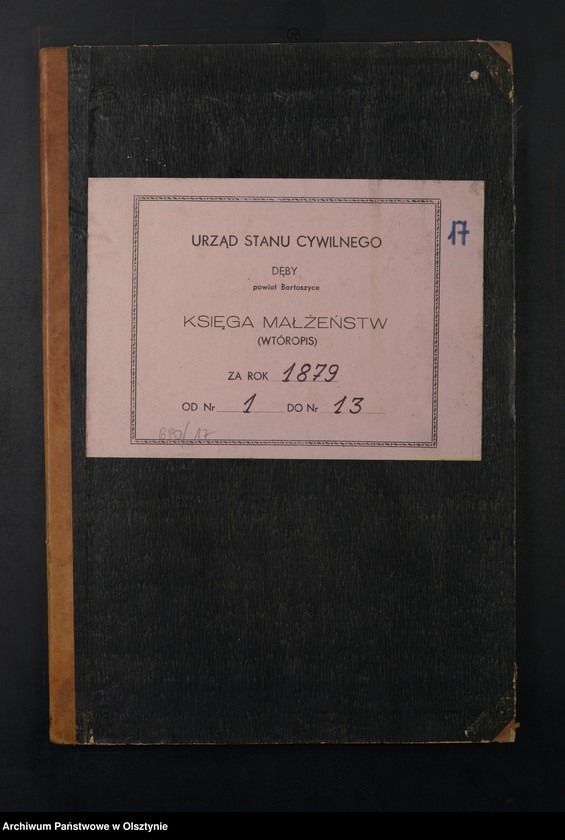 URZĄD STANU CYWILNEGO
17
DĘBY
powiat Bartoszyce
KSIĘGA MAŁŻEŃSTW
(WTÓROPIS)
ZA ROK 1879
OD Nr 1 DO Nr 13
/17
Archiwum Państwowe w Olsztynie